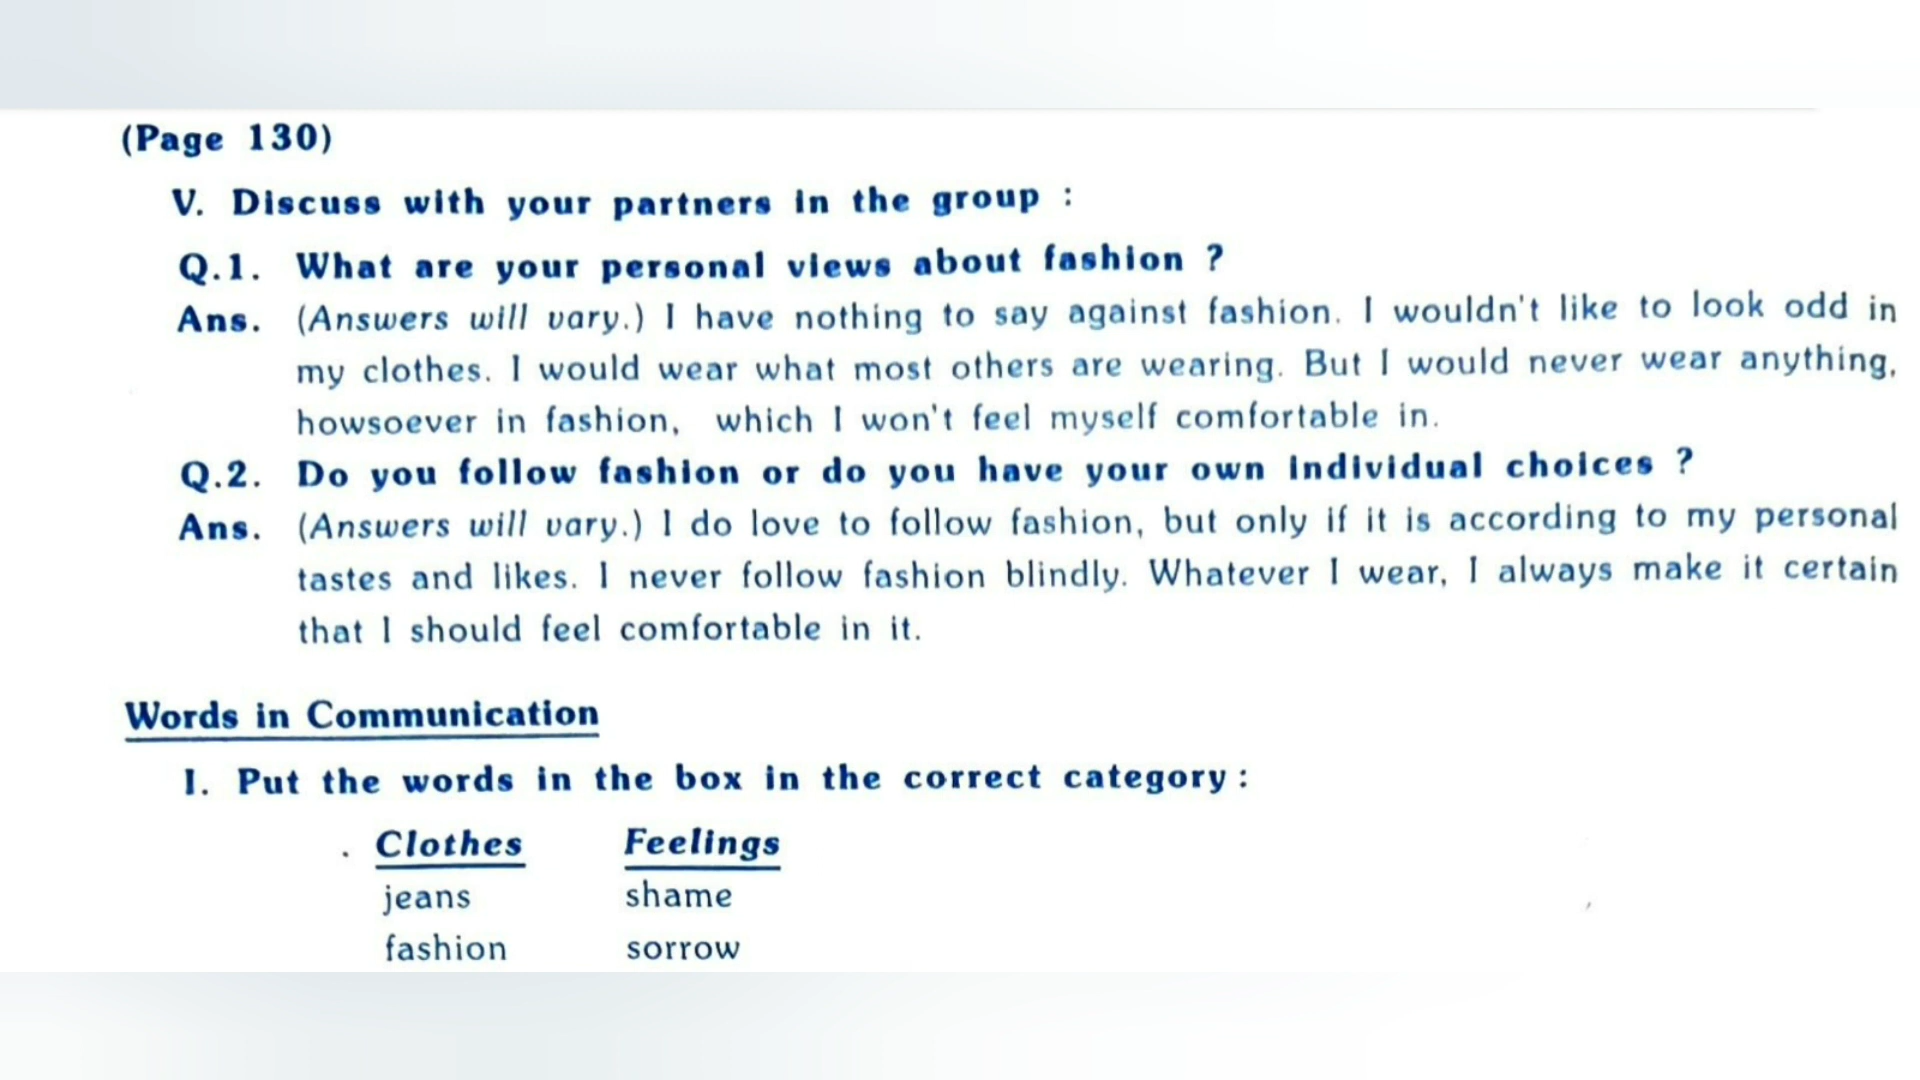 (Page 130)
V. Discuss with your partners in the group :
Q.1. What are your personal views about fashion ?
Ans. (Answers will vary.) I have nothing to say against fashion. I wouldn't like to look odd in
my clothes. I would wear what most others are wearing. But I would never wear anything,
howsoever in fashion, which I won't feel myself comfortable in.
Q.2. Do you follow fashion or do you have your own individual choices ?
Ans. (Answers will vary.) I do love to follow fashion, but only if it is according to my personal
tastes and likes. I never follow fashion blindly. Whatever I wear, I always make it certain
that I should feel comfortable in it.
Words in Communication
I. Put the words in the box in the correct category :
Clothes Feelings
jeans shame
fashion sorrow